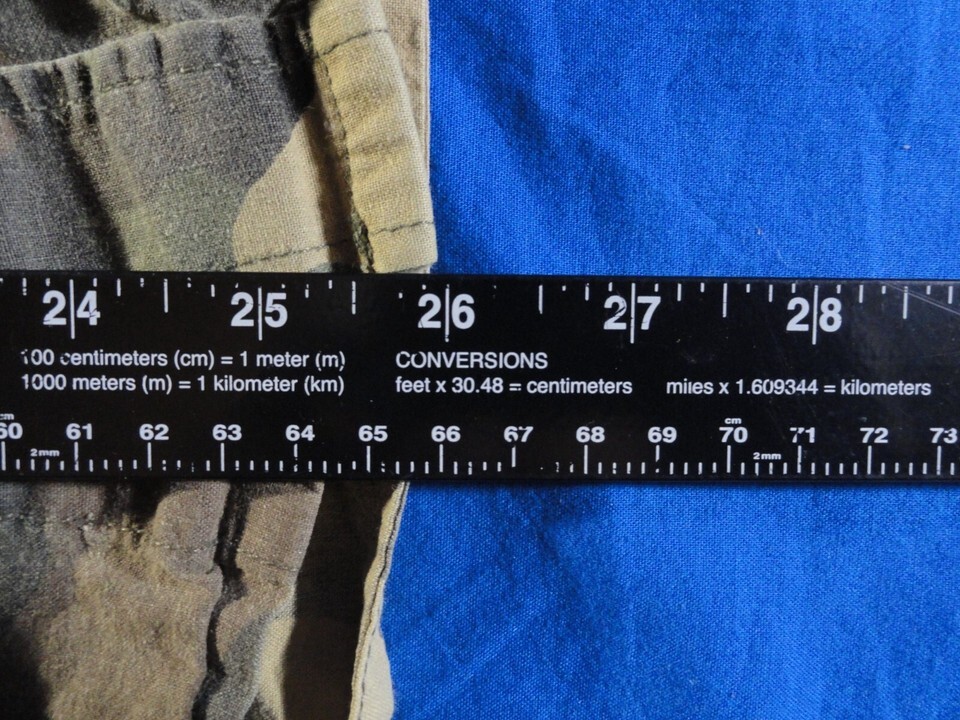 24 25 26 27 28
100 centimeters (cm) = 1 meter (m) CONVERSIONS
1000 meters (m) = 1 kilometer (km) feet x 30.48 = centimeters miles x 1.609344 = kilometers
cm cm
60 61 62 63 64 65 66 67 68 69 70 71 72 73
2mm 2mm